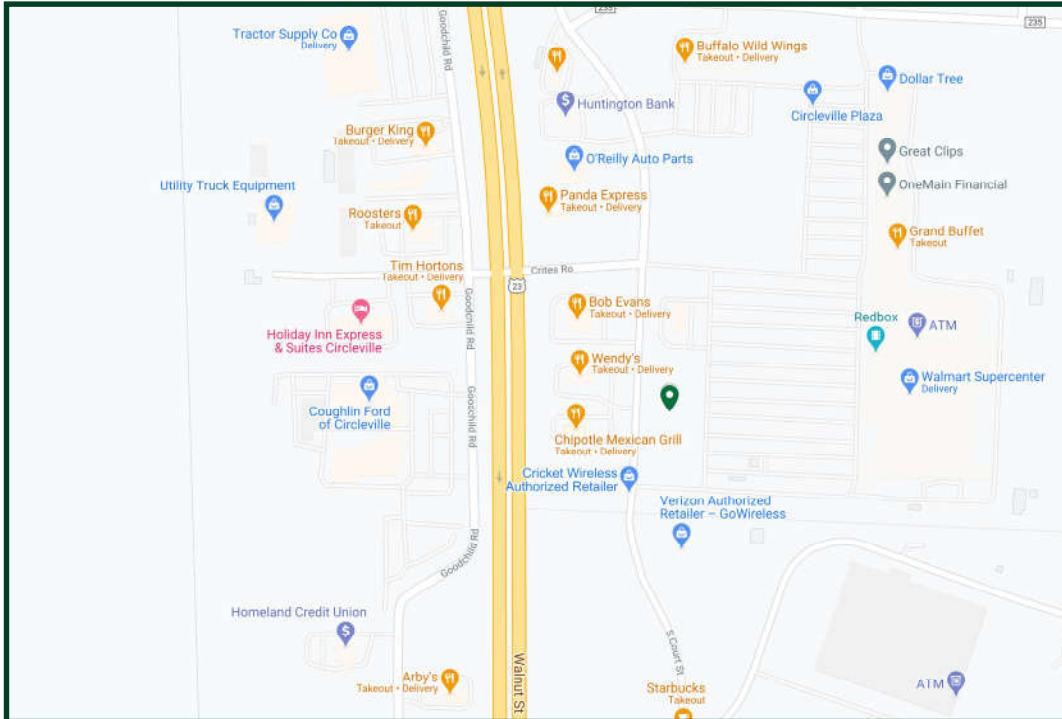 235
235
Goodchild Rd
Tractor Supply Co
Delivery
Buffalo Wild Wings
Takeout • Delivery
Dollar Tree
Huntington Bank
Circleville Plaza
Burger King
Takeout • Delivery
O'Reilly Auto Parts
Great Clips
OneMain Financial
Utility Truck Equipment
Panda Express
Takeout • Delivery
Roosters
Takeout
Grand Buffet
Takeout
Tim Hortons
Takeout • Delivery
Crites Ro
23
Goodchild Rd
Bob Evans
Takeout • Delivery
Redbox
ATM
Holiday Inn Express
& Suites Circleville
Wendy's
Takeout • Delivery
Walmart Supercenter
Delivery
Coughlin Ford
of Circleville
Goodchild Rd
Chipotle Mexican Grill
Takeout • Delivery
Cricket Wireless
Authorized Retailer
Verizon Authorized
Retailer – GoWireless
Goodchild Rd
Homeland Credit Union
S Court St
Walnut St
Arby's
Takeout • Delivery
Starbucks
Takeout
ATM